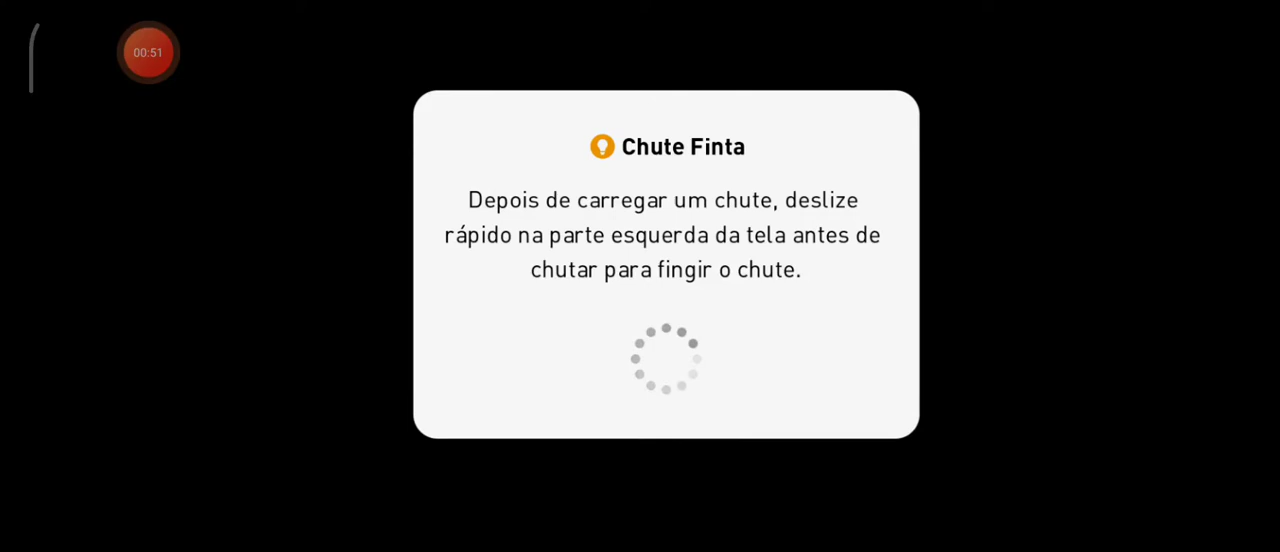 00:51
Chute Finta
Depois de carregar um chute, deslize
rápido na parte esquerda da tela antes de
chutar para fingir o chute.